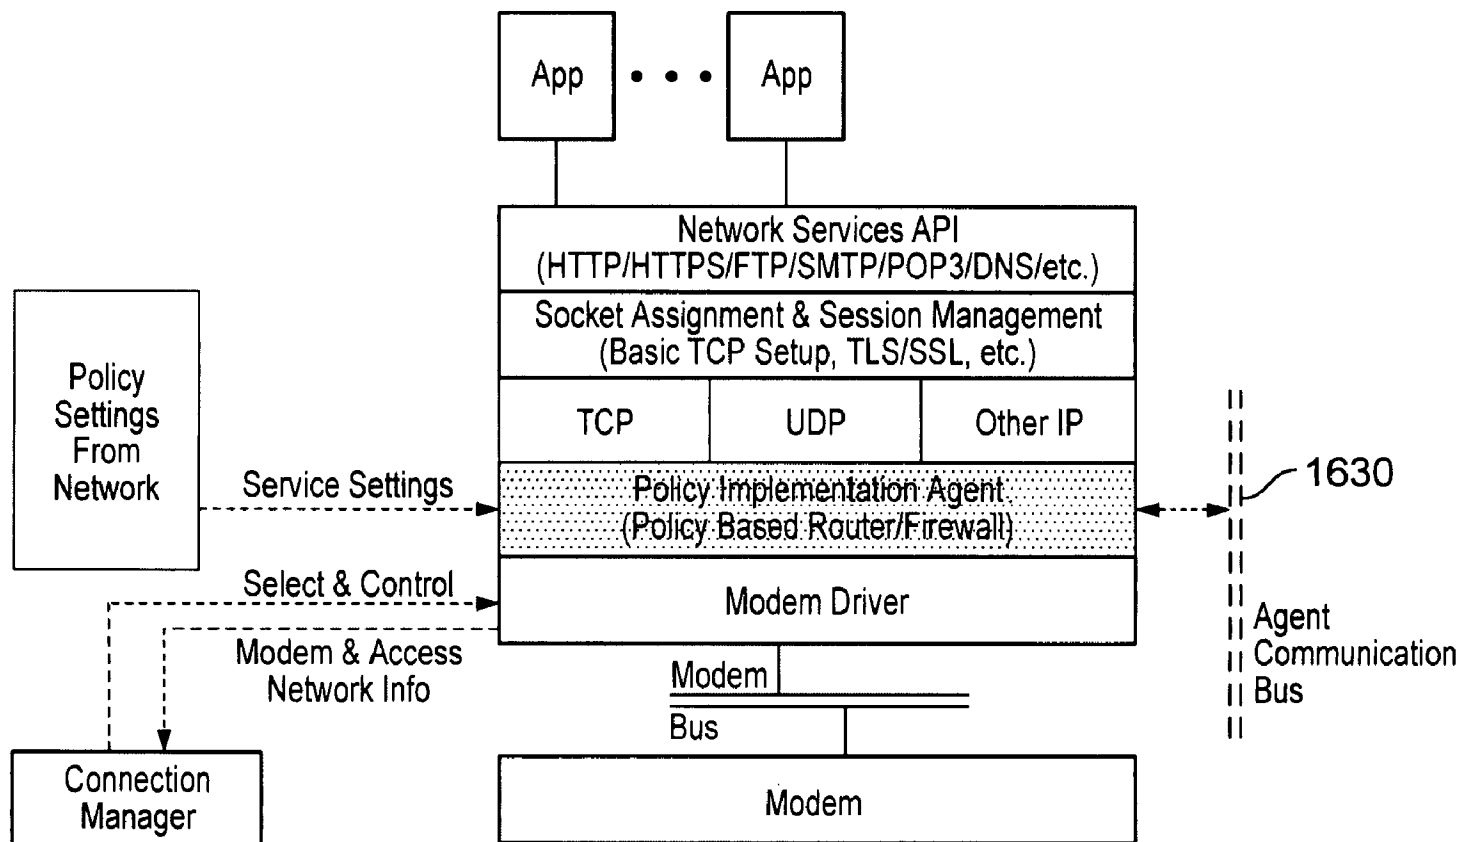 App
App
Network Services API
(HTTP/HTTPS/FTP/SMTP/POP3/DNS/etc.)
Socket Assignment & Session Management
(Basic TCP Setup, TLS/SSL, etc.)
Policy
Settings
From
Network
TCP
UDP
Other IP
Service Settings
Policy Implementation Agent
(Policy Based Router/Firewall)
1630
Select & Control
Modem Driver
Modem & Access
Network Info
Agent
Communication
Bus
Modem
Bus
Connection
Manager
Modem